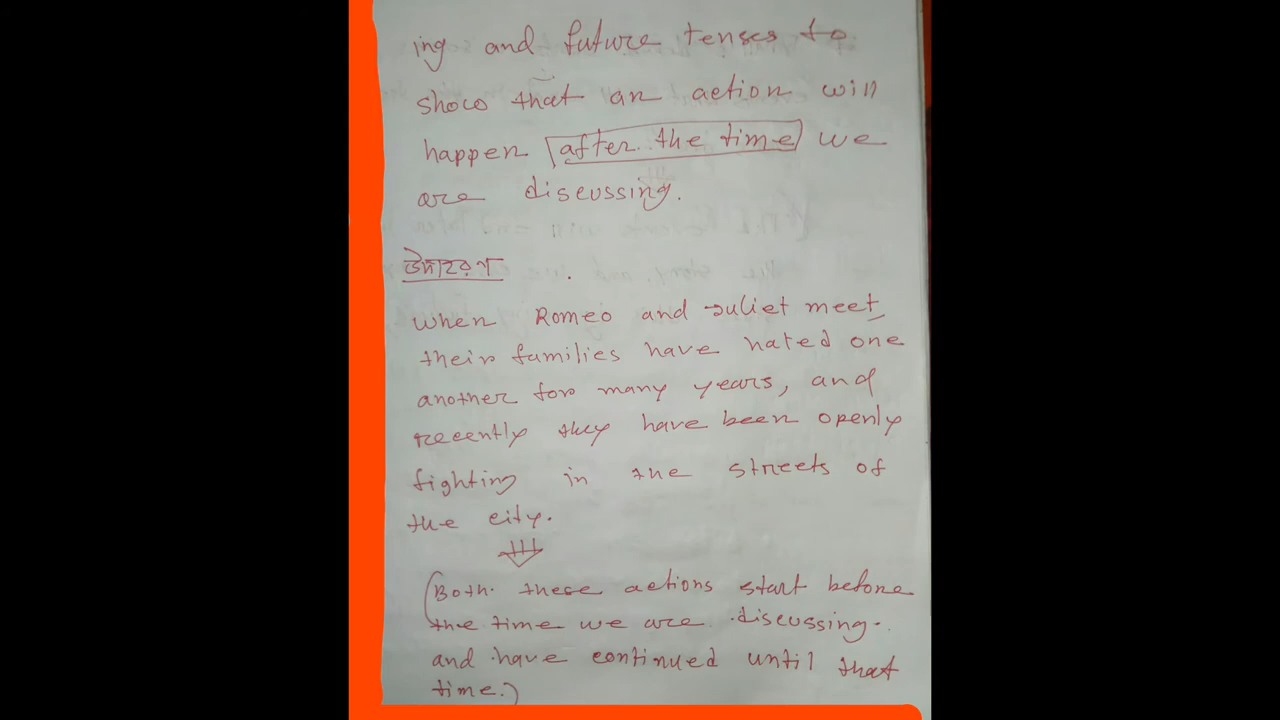 ing and future tenses to
show that an action will
happen after the time we
are discussing.
উদাহরণ
When Romeo and Juliet meet,
their families have hated one
another for many years, and
recently they have been openly
fighting in the streets of
the city.
(Both these actions start before
the time we are discussing.
and have continued until that
time.)